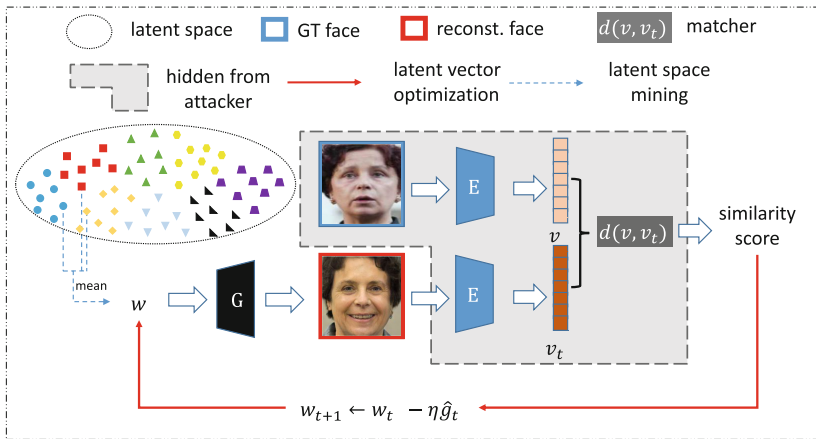 latent space
GT face
reconst. face
d(v, v_t)
matcher
hidden from
attacker
latent vector
optimization
latent space
mining
E
v
d(v, v_t)
similarity
score
mean
w
G
E
v_t
w_{t+1} ← w_t − ηĝ_t